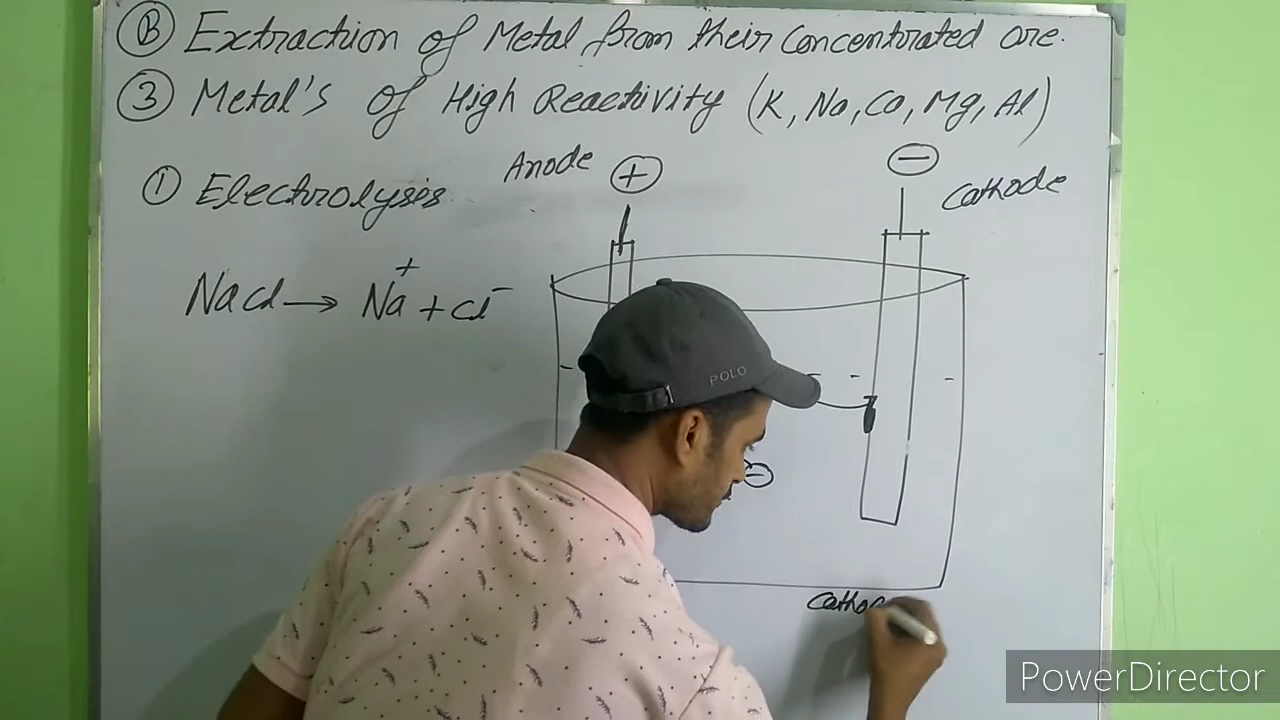 Ⓑ Extraction of Metal from their Concentrated ore.
③ Metal's of High Reactivity (K, Na, Ca, Mg, Al)
Anode + −
① Electrolysis Cathode
NaCl → Na⁺ + Cl⁻
POLO
−
Catho
PowerDirector